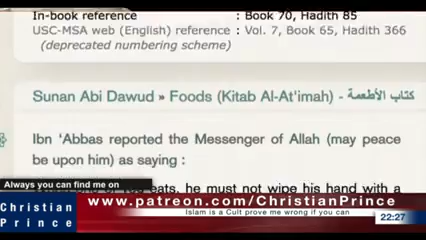 In-book reference : Book 70, Hadith 85
USC-MSA web (English) reference : Vol. 7, Book 65, Hadith 366
(deprecated numbering scheme)
Sunan Abi Dawud » Foods (Kitab Al-At'imah) - كتاب الأطعمة
Ibn 'Abbas reported the Messenger of Allah (may peace
be upon him) as saying :
eats, he must not wipe his hand with a
Always you can find me on
Christian
Prince
www.patreon.com/ChristianPrince
Islam is a Cult prove me wrong if you can
22:27